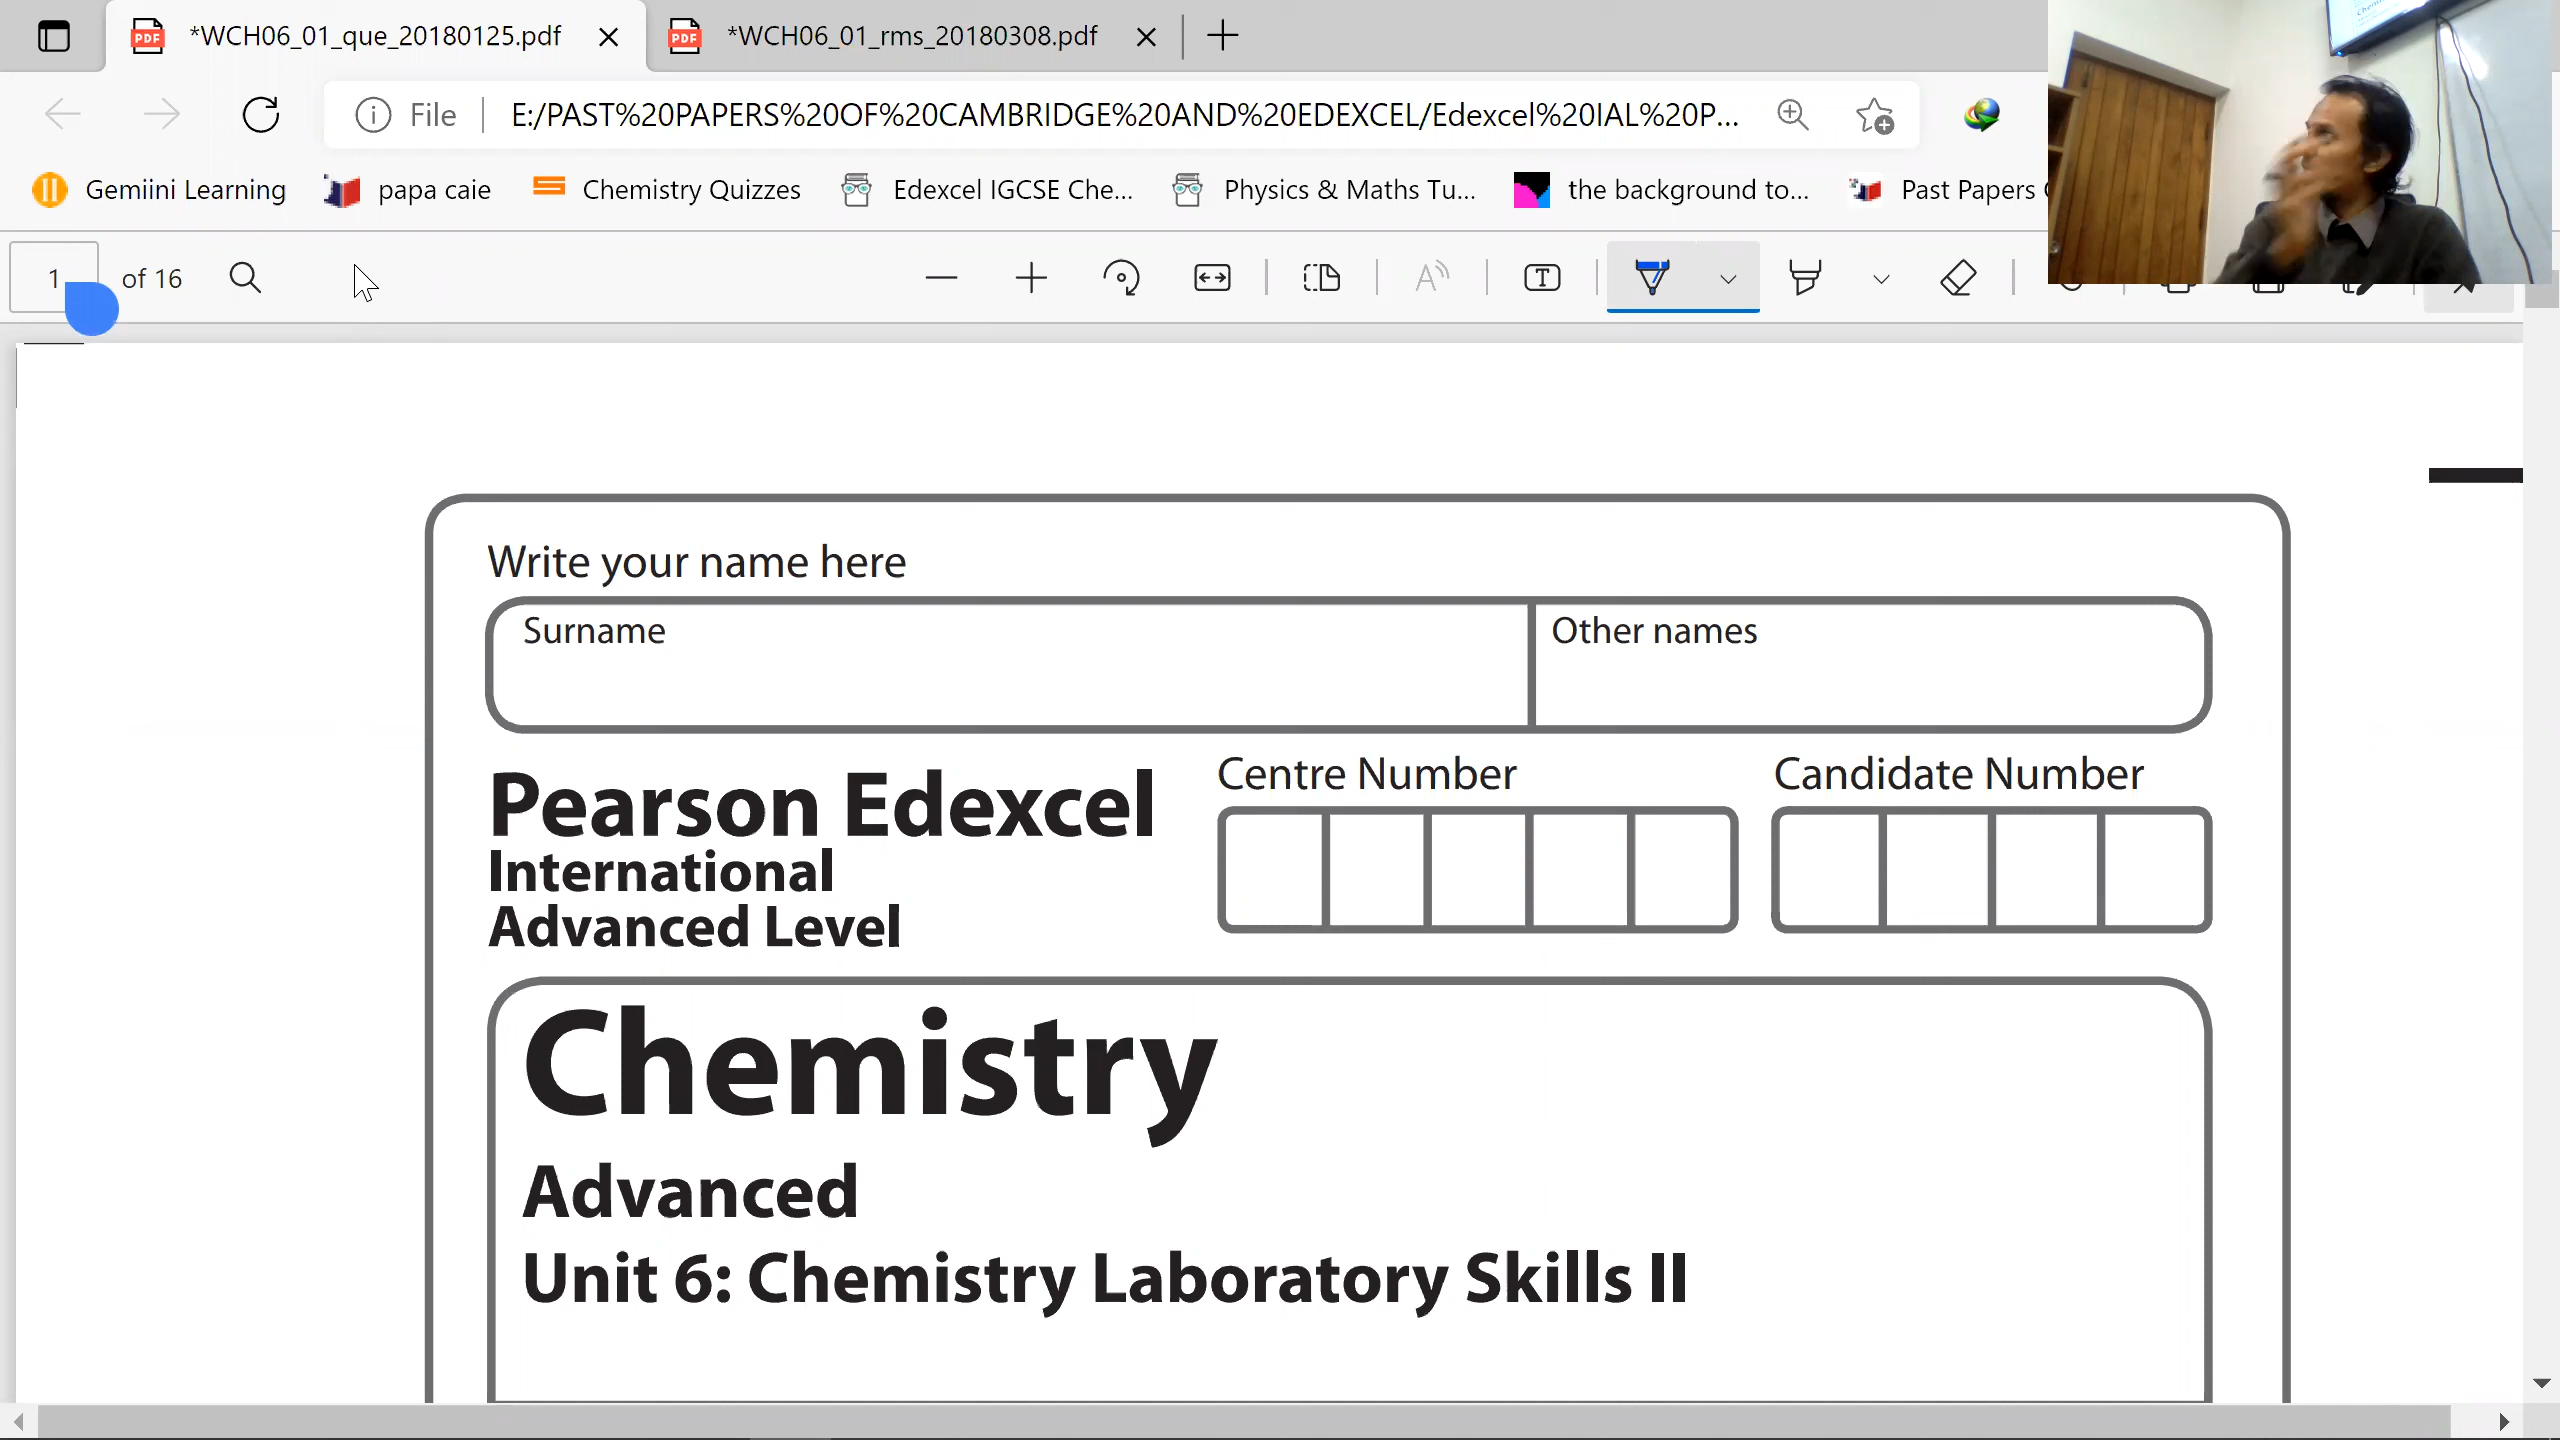 *WCH06_01_que_20180125.pdf
*WCH06_01_rms_20180308.pdf
File
E:/PAST%20PAPERS%20OF%20CAMBRIDGE%20AND%20EDEXCEL/Edexcel%20IAL%20P...
Gemiini Learning
papa caie
Chemistry Quizzes
Edexcel IGCSE Che...
Physics & Maths Tu...
the background to...
Past Papers
1 of 16
Write your name here
Surname
Other names
Pearson Edexcel
International
Advanced Level
Centre Number
Candidate Number
Chemistry
Advanced
Unit 6: Chemistry Laboratory Skills II